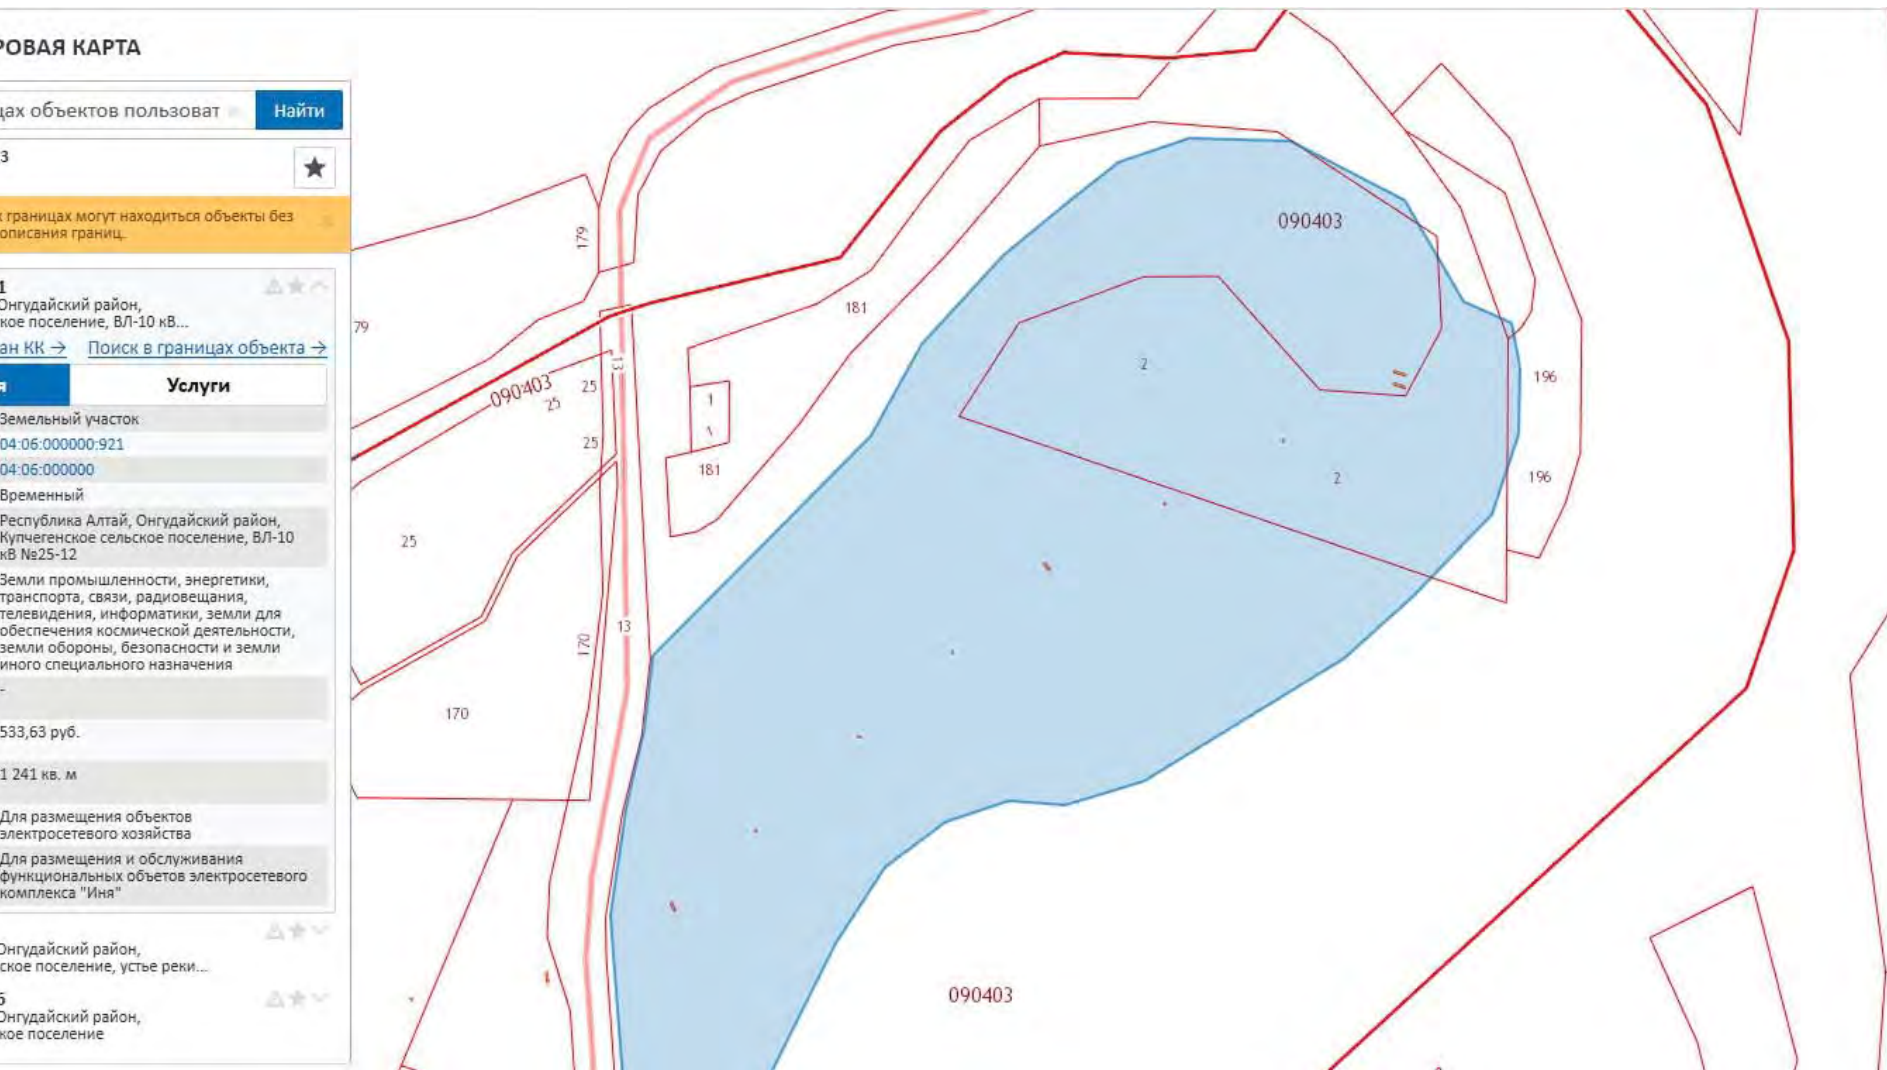 РОВАЯ КАРТА
цах объектов пользоват
Найти
3
х границах могут находиться объекты без
описания границ.
1
Онгудайский район,
кое поселение, ВЛ-10 кВ...
ан КК →
Поиск в границах объекта →
я
Услуги
Земельный участок
04:06:000000:921
04:06:000000
Временный
Республика Алтай, Онгудайский район,
Купчегенское сельское поселение, ВЛ-10
кВ №25-12
Земли промышленности, энергетики,
транспорта, связи, радиовещания,
телевидения, информатики, земли для
обеспечения космической деятельности,
земли обороны, безопасности и земли
иного специального назначения
-
533,63 руб.
1 241 кв. м
Для размещения объектов
электросетевого хозяйства
Для размещения и обслуживания
функциональных объетов электросетевого
комплекса "Иня"
Онгудайский район,
ское поселение, устье реки...
5
Онгудайский район,
кое поселение
090403
179
181
79
13
2
090403
25
25
1
196
25
181
2
196
25
13
170
170
090403